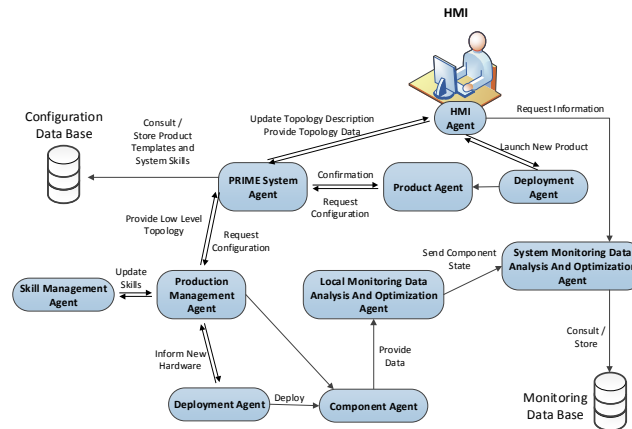 HMI
Configuration
Data Base
Consult /
Store Product
Templates and
System Skills
Update Topology Description
Provide Topology Data
HMI
Agent
Request Information
Launch New Product
PRIME System
Agent
Confirmation
Request
Configuration
Product Agent
Deployment
Agent
Provide Low Level
Topology
Request
Configuration
Send Component
State
System Monitoring Data
Analysis And Optimization
Agent
Skill Management
Agent
Update
Skills
Production
Management
Agent
Local Monitoring Data
Analysis And Optimization
Agent
Inform New
Hardware
Provide
Data
Consult /
Store
Deployment Agent
Deploy
Component Agent
Monitoring
Data Base